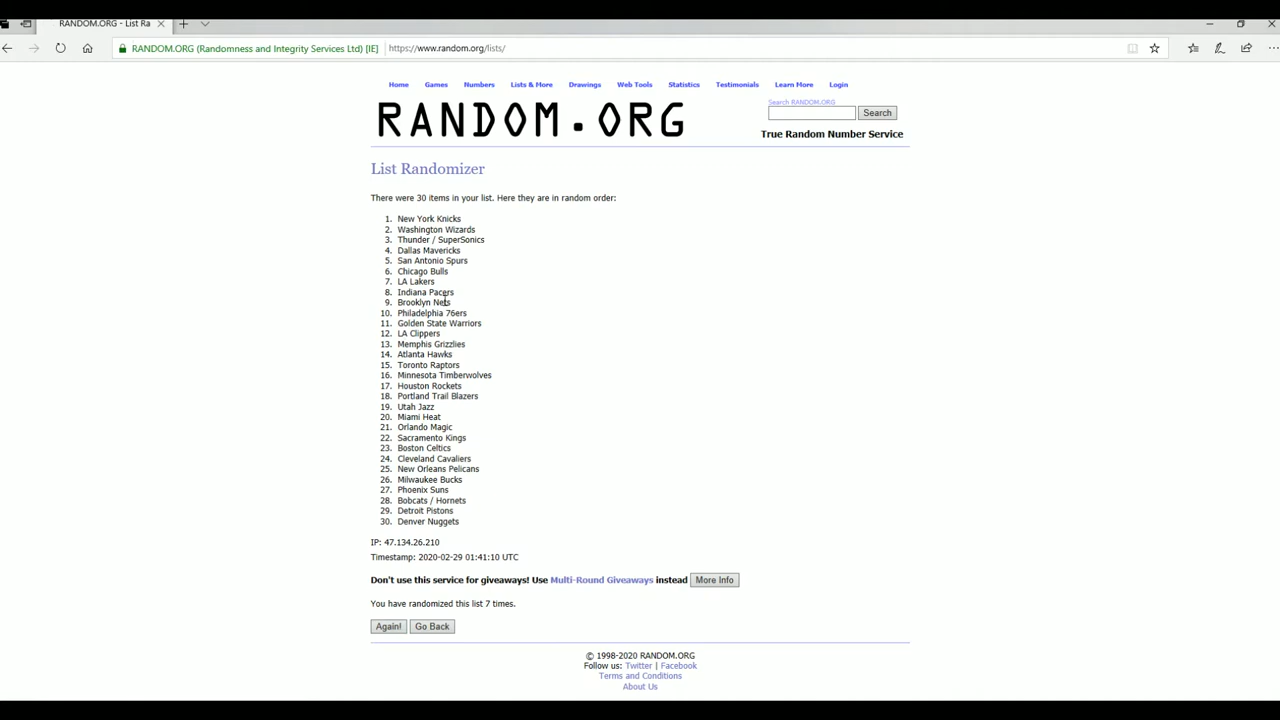 RANDOM.ORG - List Ra
RANDOM.ORG (Randomness and Integrity Services Ltd) [IE] https://www.random.org/lists/
Home Games Numbers Lists & More Drawings Web Tools Statistics Testimonials Learn More Login
RANDOM.ORG
Search RANDOM.ORG
Search
True Random Number Service
List Randomizer
There were 30 items in your list. Here they are in random order:
1. New York Knicks
2. Washington Wizards
3. Thunder / SuperSonics
4. Dallas Mavericks
5. San Antonio Spurs
6. Chicago Bulls
7. LA Lakers
8. Indiana Pacers
9. Brooklyn Nets
10. Philadelphia 76ers
11. Golden State Warriors
12. LA Clippers
13. Memphis Grizzlies
14. Atlanta Hawks
15. Toronto Raptors
16. Minnesota Timberwolves
17. Houston Rockets
18. Portland Trail Blazers
19. Utah Jazz
20. Miami Heat
21. Orlando Magic
22. Sacramento Kings
23. Boston Celtics
24. Cleveland Cavaliers
25. New Orleans Pelicans
26. Milwaukee Bucks
27. Phoenix Suns
28. Bobcats / Hornets
29. Detroit Pistons
30. Denver Nuggets
IP: 47.134.26.210
Timestamp: 2020-02-29 01:41:10 UTC
Don't use this service for giveaways! Use Multi-Round Giveaways instead More Info
You have randomized this list 7 times.
Again! Go Back
© 1998-2020 RANDOM.ORG
Follow us: Twitter | Facebook
Terms and Conditions
About Us